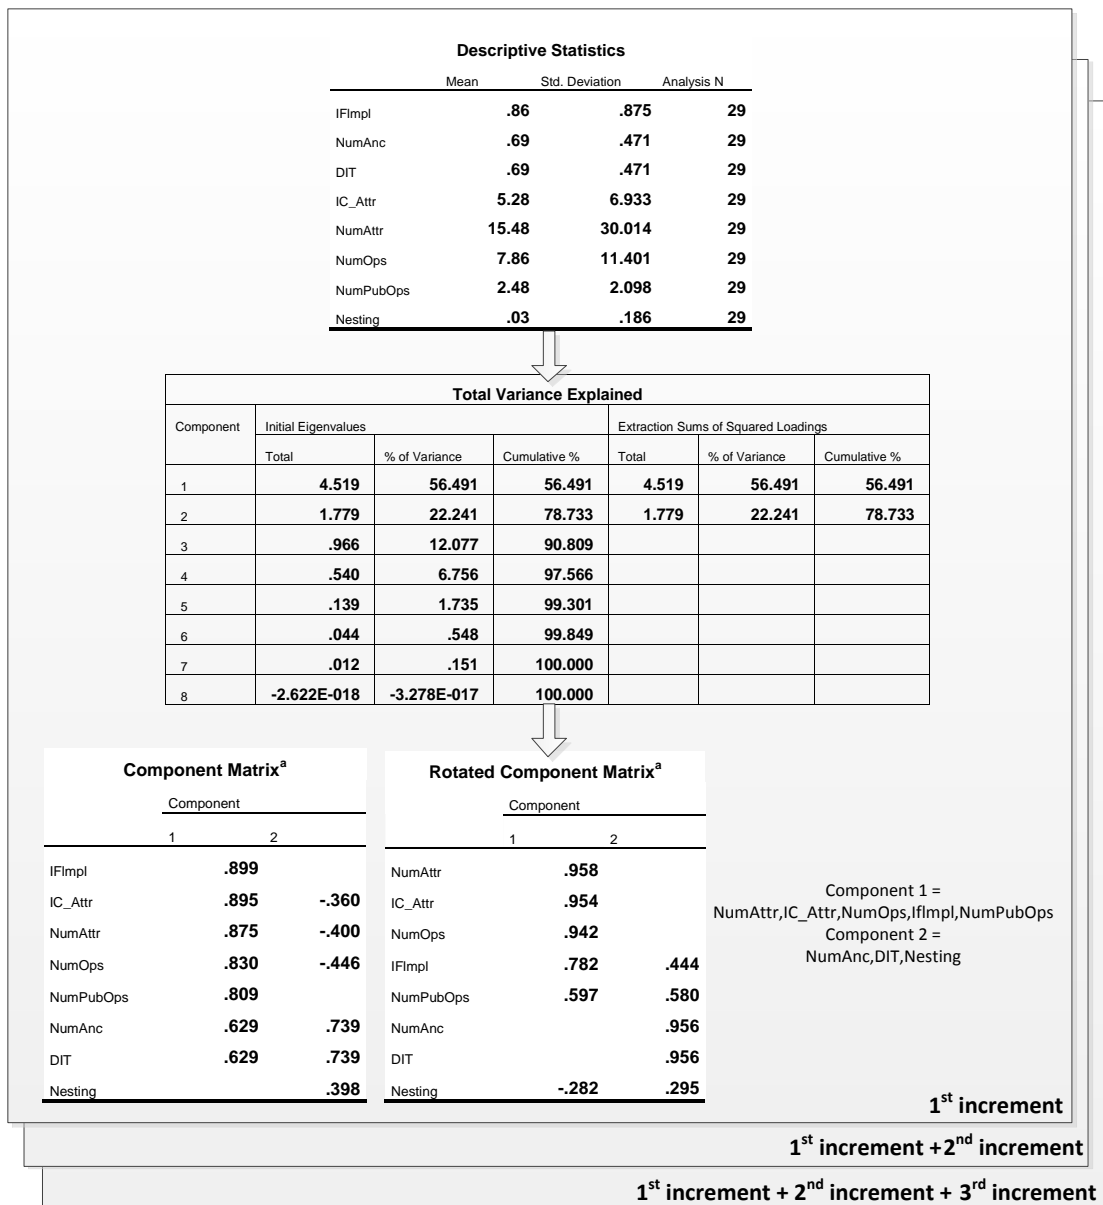 Descriptive Statistics
Mean Std. Deviation Analysis N
IFImpl .86 .875 29
NumAnc .69 .471 29
DIT .69 .471 29
IC_Attr 5.28 6.933 29
NumAttr 15.48 30.014 29
NumOps 7.86 11.401 29
NumPubOps 2.48 2.098 29
Nesting .03 .186 29
Total Variance Explained
Component Initial Eigenvalues Extraction Sums of Squared Loadings
Total % of Variance Cumulative % Total % of Variance Cumulative %
1 4.519 56.491 56.491 4.519 56.491 56.491
2 1.779 22.241 78.733 1.779 22.241 78.733
3 .966 12.077 90.809
4 .540 6.756 97.566
5 .139 1.735 99.301
6 .044 .548 99.849
7 .012 .151 100.000
8 -2.622E-018 -3.278E-017 100.000
Component Matrixa
Component
1 2
IFImpl .899
IC_Attr .895 -.360
NumAttr .875 -.400
NumOps .830 -.446
NumPubOps .809
NumAnc .629 .739
DIT .629 .739
Nesting .398
Rotated Component Matrixa
Component
1 2
NumAttr .958
IC_Attr .954
NumOps .942
IFImpl .782 .444
NumPubOps .597 .580
NumAnc .956
DIT .956
Nesting -.282 .295
Component 1 =
NumAttr,IC_Attr,NumOps,IfImpl,NumPubOps
Component 2 =
NumAnc,DIT,Nesting
1st increment
1st increment +2nd increment
1st increment + 2nd increment + 3rd increment